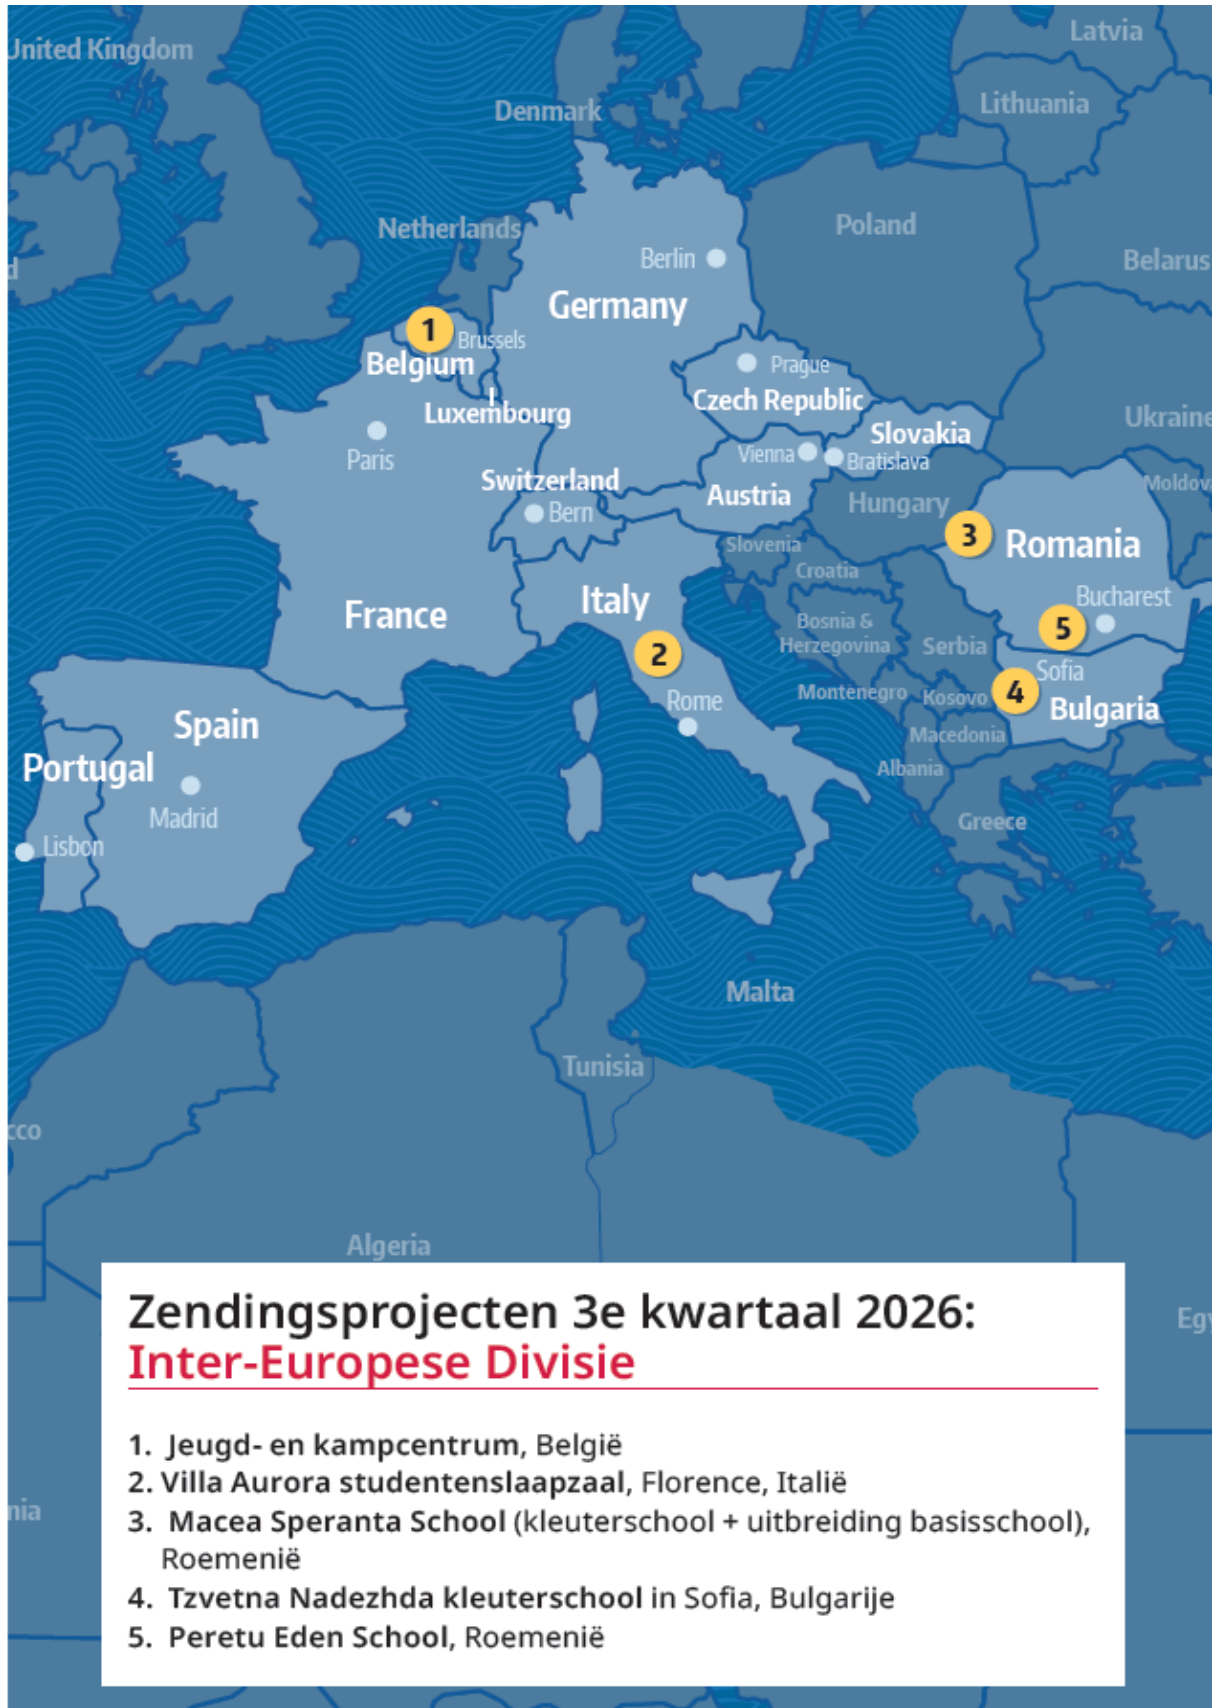 United Kingdom
Latvia
Denmark
Lithuania
Netherlands
Poland
Berlin
Belarus
Germany
1
Brussels
Belgium
Prague
Czech Republic
Luxembourg
Ukraine
Paris
Slovakia
Vienna
Bratislava
Switzerland
Austria
Moldova
Bern
Hungary
3
Romania
Slovenia
Croatia
Italy
Bucharest
France
Bosnia &
Herzegovina
5
Serbia
2
Sofia
4
Montenegro
Kosovo
Rome
Bulgaria
Spain
Macedonia
Portugal
Albania
Madrid
Greece
Lisbon
Malta
Tunisia
cco
Algeria
Egy
nia
Zendingsprojecten 3e kwartaal 2026:
Inter-Europese Divisie
1. Jeugd- en kampcentrum, België
2. Villa Aurora studentenslaapzaal, Florence, Italië
3. Macea Speranta School (kleuterschool + uitbreiding basisschool),
Roemenië
4. Tzvetna Nadezhda kleuterschool in Sofia, Bulgarije
5. Peretu Eden School, Roemenië